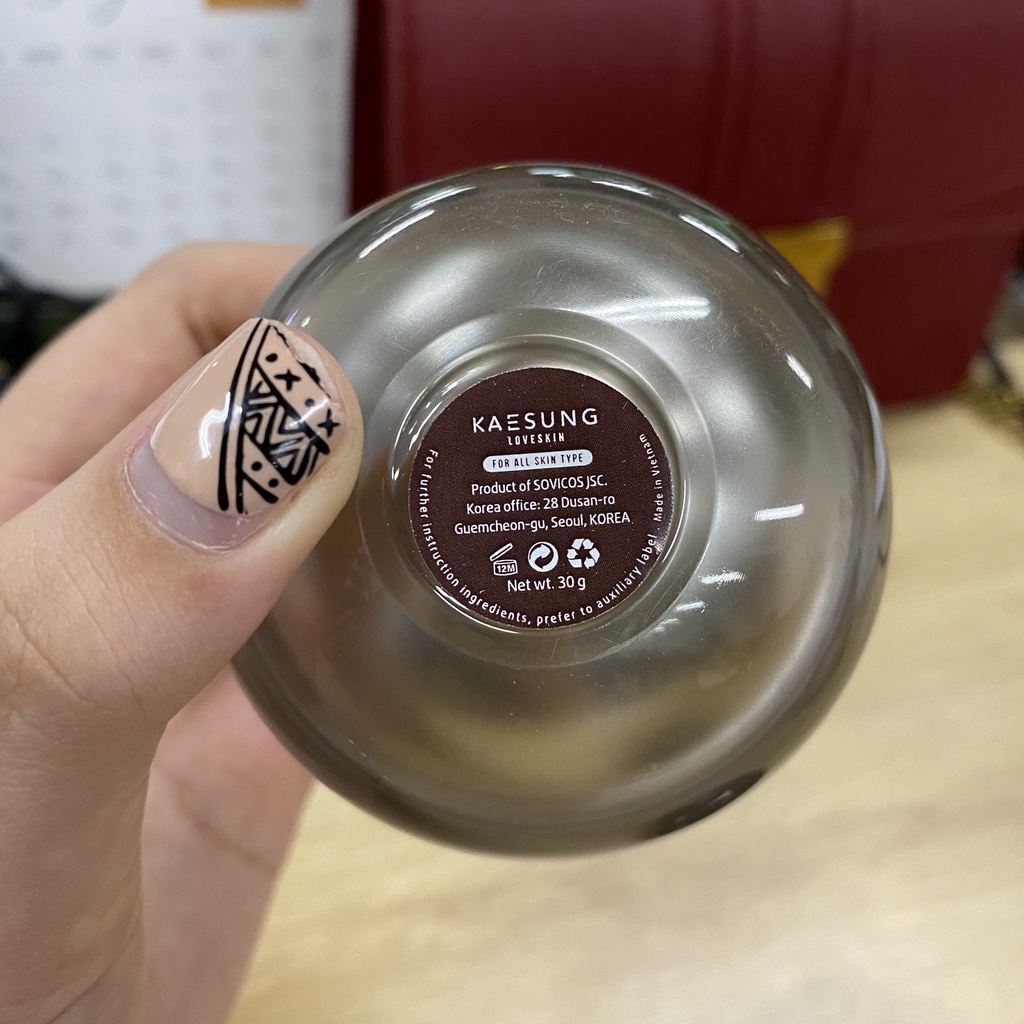 KAESUNG
LOVESKIN
FOR ALL SKIN TYPE
Product of SOVICOS JSC.
Korea office: 28 Dusan-ro
Guemcheon-gu, Seoul, KOREA
12M
Net wt. 30 g
For further instruction ingredients, prefer to auxiliary label · Made in Vietnam